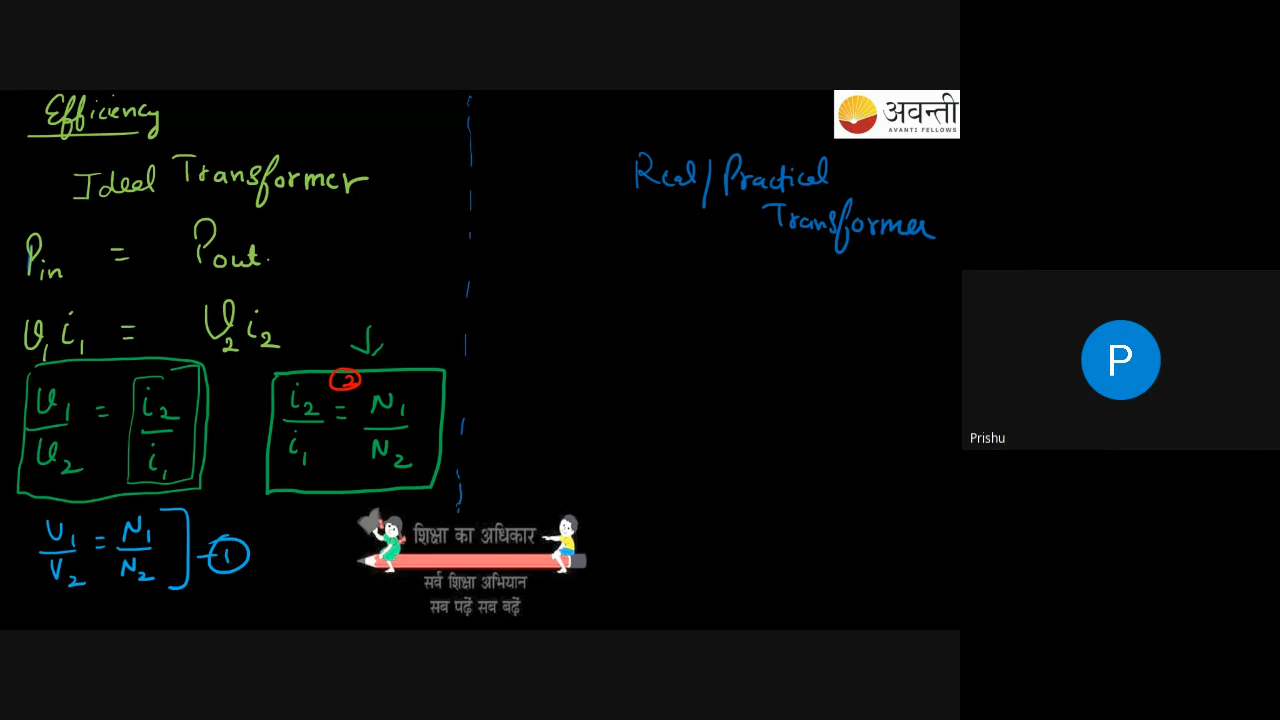 Efficiency
Ideal Transformer
Pin = Pout.
V1 i1 = V2 i2
V1/V2 = i2/i1
i2/i1 = N1/N2 2
V1/V2 = N1/N2 ] - 1
अवन्ती
AVANTI FELLOWS
Real/Practical
Transformer
शिक्षा का अधिकार
सर्व शिक्षा अभियान
सब पढ़ें सब बढ़ें
P
Prishu